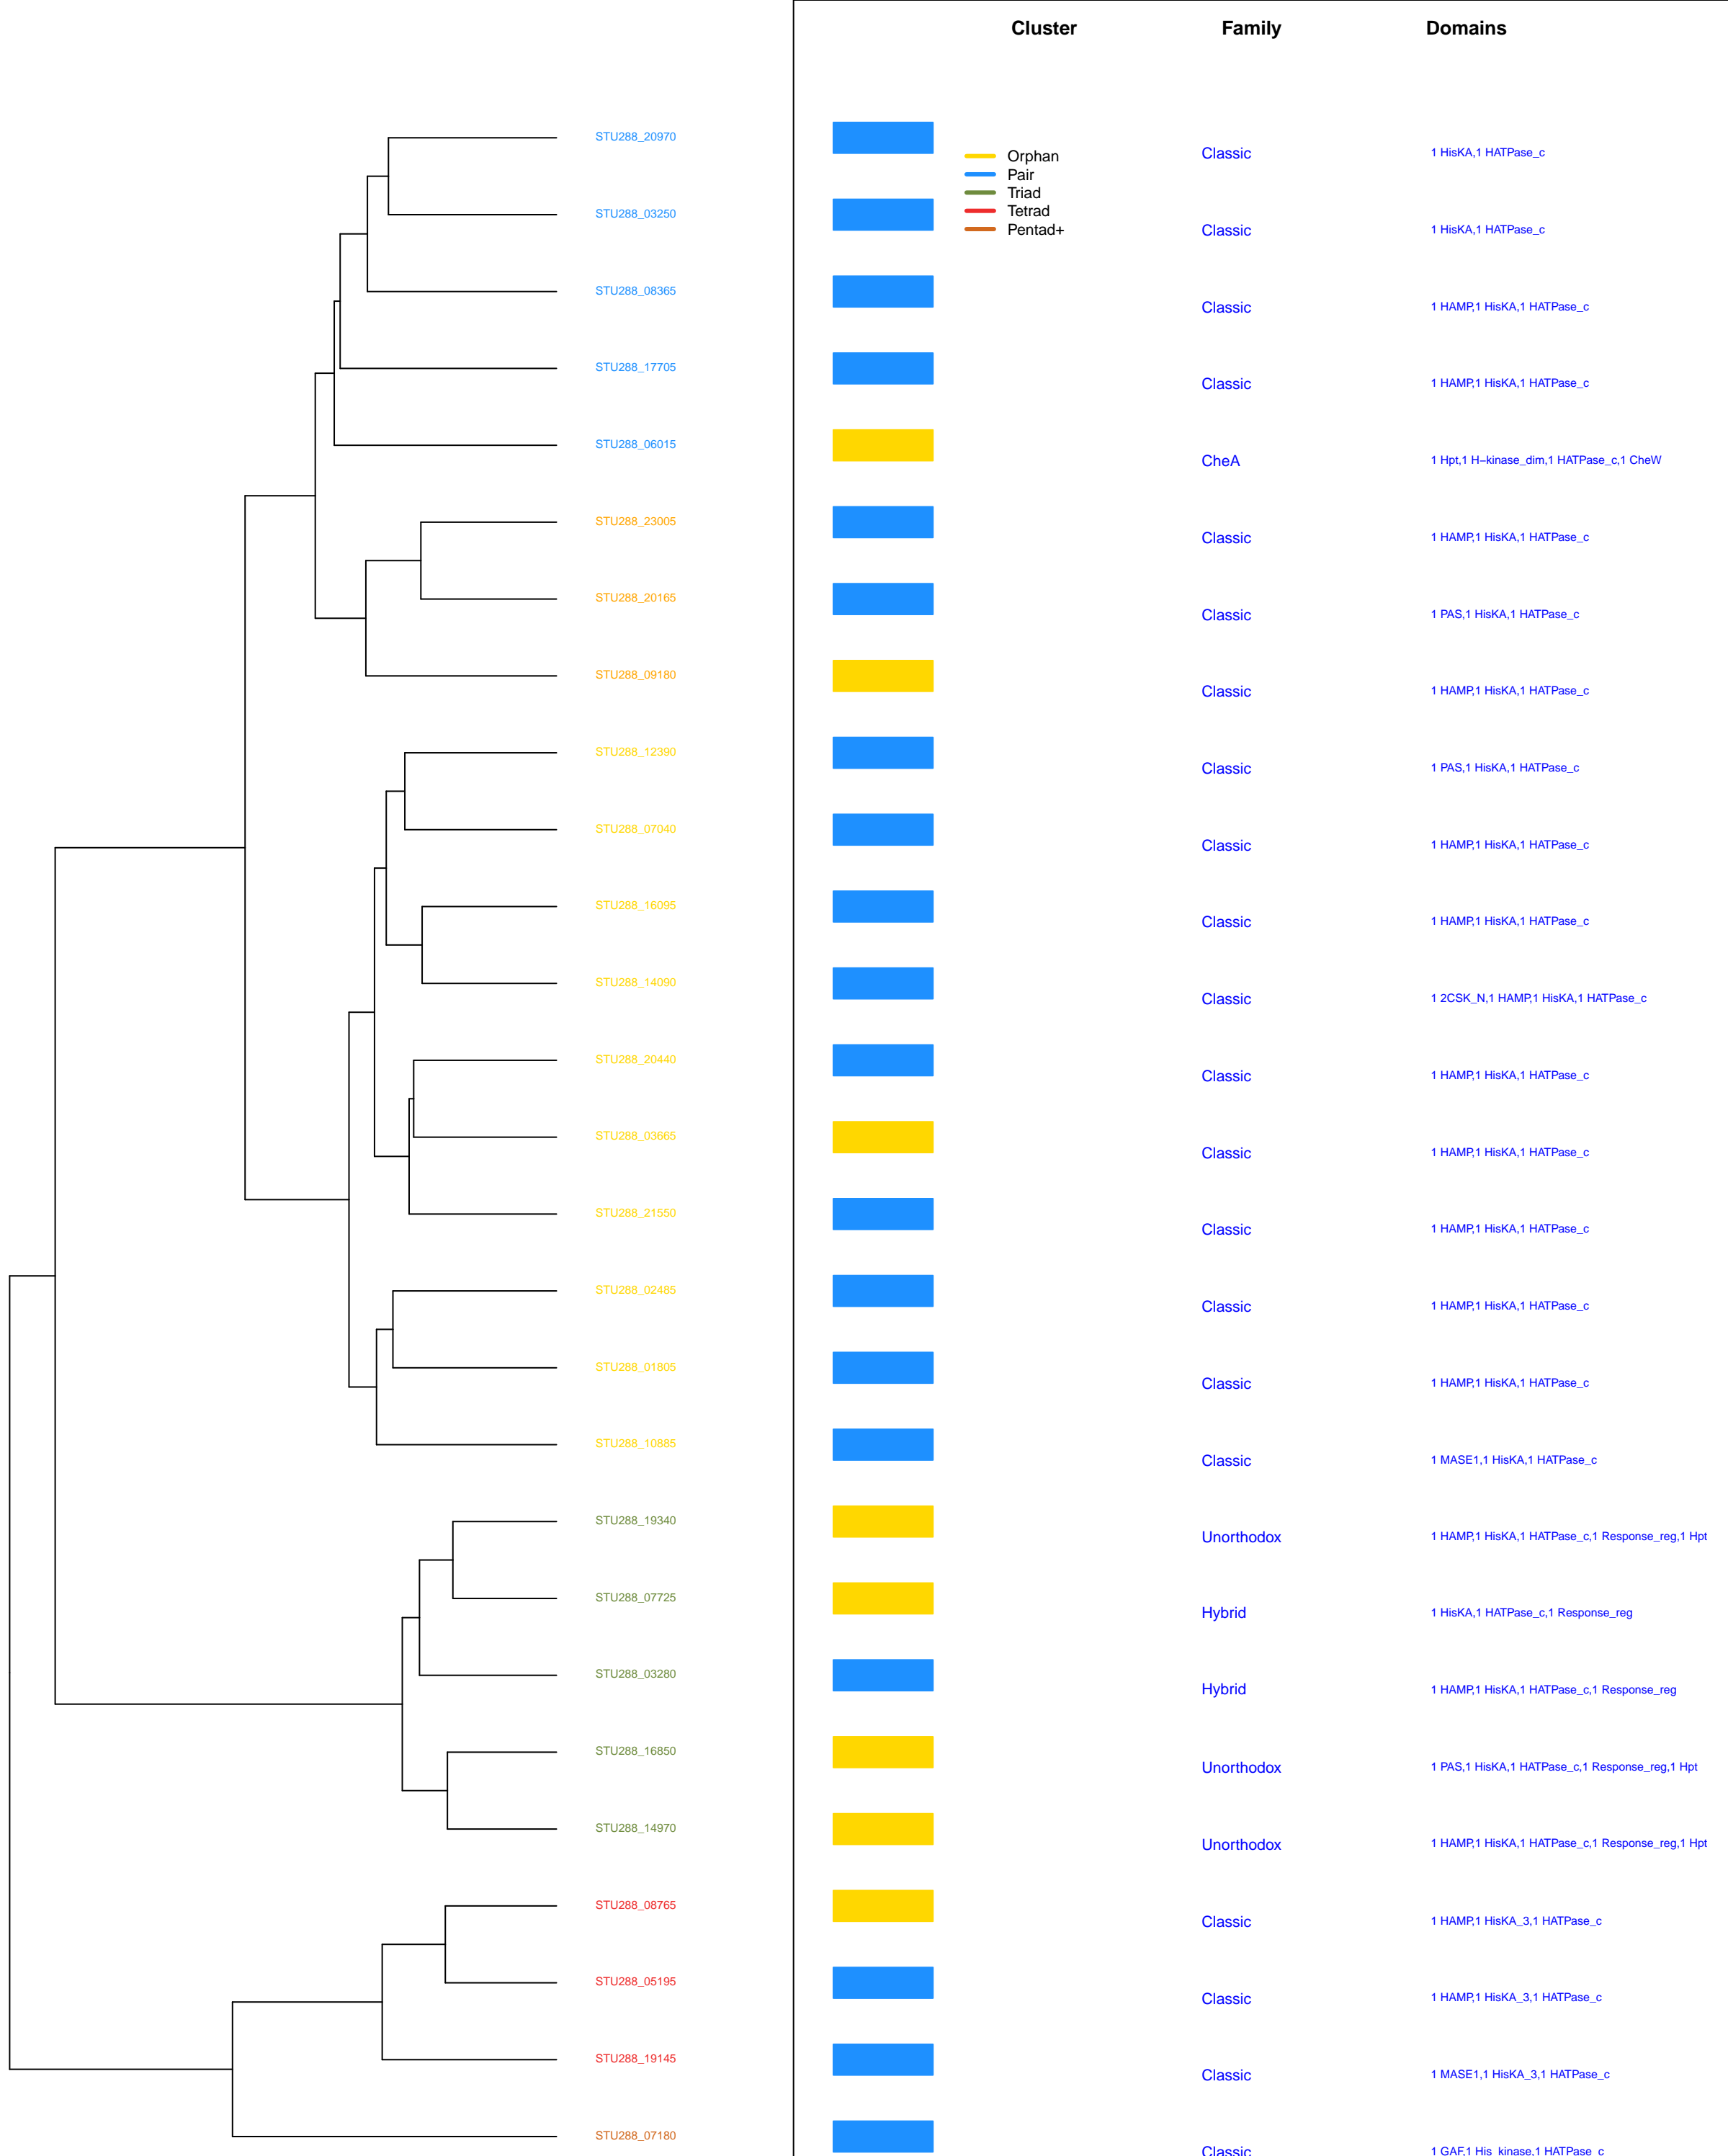 Cluster Family Domains
STU288_20970 Orphan Classic 1 HisKA,1 HATPase_c
Pair
Triad
STU288_03250 Tetrad Classic 1 HisKA,1 HATPase_c
Pentad+
STU288_08365 Classic 1 HAMP,1 HisKA,1 HATPase_c
STU288_17705 Classic 1 HAMP,1 HisKA,1 HATPase_c
STU288_06015 CheA 1 Hpt,1 H−kinase_dim,1 HATPase_c,1 CheW
STU288_23005 Classic 1 HAMP,1 HisKA,1 HATPase_c
STU288_20165 Classic 1 PAS,1 HisKA,1 HATPase_c
STU288_09180 Classic 1 HAMP,1 HisKA,1 HATPase_c
STU288_12390 Classic 1 PAS,1 HisKA,1 HATPase_c
STU288_07040 Classic 1 HAMP,1 HisKA,1 HATPase_c
STU288_16095 Classic 1 HAMP,1 HisKA,1 HATPase_c
STU288_14090 Classic 1 2CSK_N,1 HAMP,1 HisKA,1 HATPase_c
STU288_20440 Classic 1 HAMP,1 HisKA,1 HATPase_c
STU288_03665 Classic 1 HAMP,1 HisKA,1 HATPase_c
STU288_21550 Classic 1 HAMP,1 HisKA,1 HATPase_c
STU288_02485 Classic 1 HAMP,1 HisKA,1 HATPase_c
STU288_01805 Classic 1 HAMP,1 HisKA,1 HATPase_c
STU288_10885 Classic 1 MASE1,1 HisKA,1 HATPase_c
STU288_19340 Unorthodox 1 HAMP,1 HisKA,1 HATPase_c,1 Response_reg,1 Hpt
STU288_07725 Hybrid 1 HisKA,1 HATPase_c,1 Response_reg
STU288_03280 Hybrid 1 HAMP,1 HisKA,1 HATPase_c,1 Response_reg
STU288_16850 Unorthodox 1 PAS,1 HisKA,1 HATPase_c,1 Response_reg,1 Hpt
STU288_14970 Unorthodox 1 HAMP,1 HisKA,1 HATPase_c,1 Response_reg,1 Hpt
STU288_08765 Classic 1 HAMP,1 HisKA_3,1 HATPase_c
STU288_05195 Classic 1 HAMP,1 HisKA_3,1 HATPase_c
STU288_19145 Classic 1 MASE1,1 HisKA_3,1 HATPase_c
STU288_07180 Classic 1 GAF,1 His_kinase,1 HATPase_c